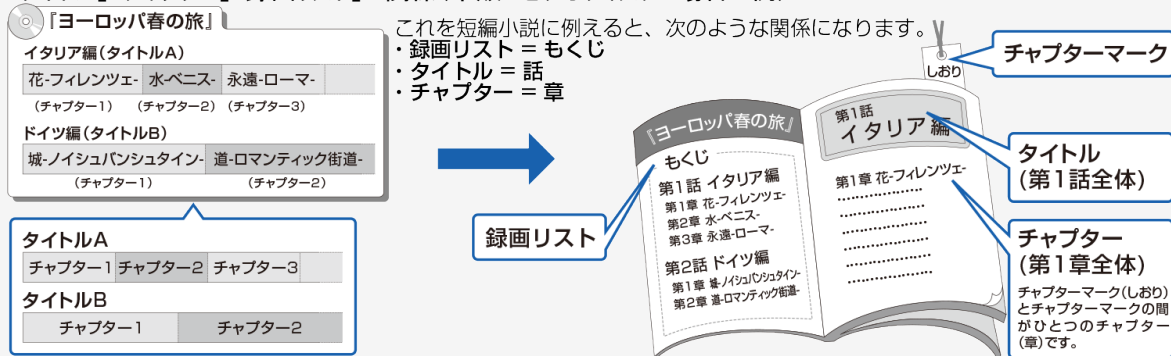 『ヨーロッパ春の旅』
イタリア編(タイトルA)
花-フィレンツェ- 水-ベニス- 永遠-ローマ-
(チャプター1) (チャプター2) (チャプター3)
ドイツ編(タイトルB)
城-ノイシュバンシュタイン- 道-ロマンティック街道-
(チャプター1) (チャプター2)
タイトルA
チャプター1 チャプター2 チャプター3
タイトルB
チャプター1 チャプター2
これを短編小説に例えると、次のような関係になります。
・録画リスト = もくじ
・タイトル = 話
・チャプター = 章
録画リスト
『ヨーロッパ春の旅』
もくじ
第1話 イタリア編
第1章 花-フィレンツェ-
第2章 水-ベニス-
第3章 永遠-ローマ-
第2話 ドイツ編
第1章 城-ノイシュバンシュタイン-
第2章 道-ロマンティック街道-
しおり
第1話
イタリア編
第1章 花-フィレンツェ-
チャプターマーク
タイトル
(第1話全体)
チャプター
(第1章全体)
チャプターマーク(しおり)
とチャプターマークの間
がひとつのチャプター
(章)です。